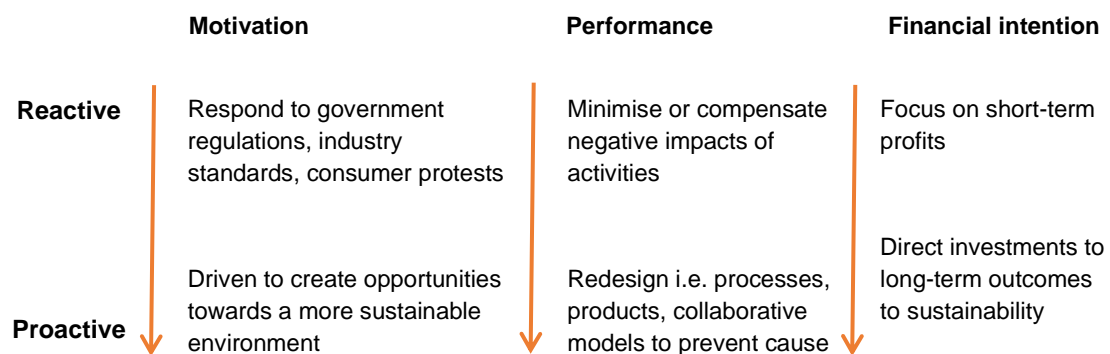 Motivation
Performance
Financial intention
Reactive
Respond to government
regulations, industry
standards, consumer protests
Minimise or compensate
negative impacts of
activities
Focus on short-term
profits
Proactive
Driven to create opportunities
towards a more sustainable
environment
Redesign i.e. processes,
products, collaborative
models to prevent cause
Direct investments to
long-term outcomes
to sustainability